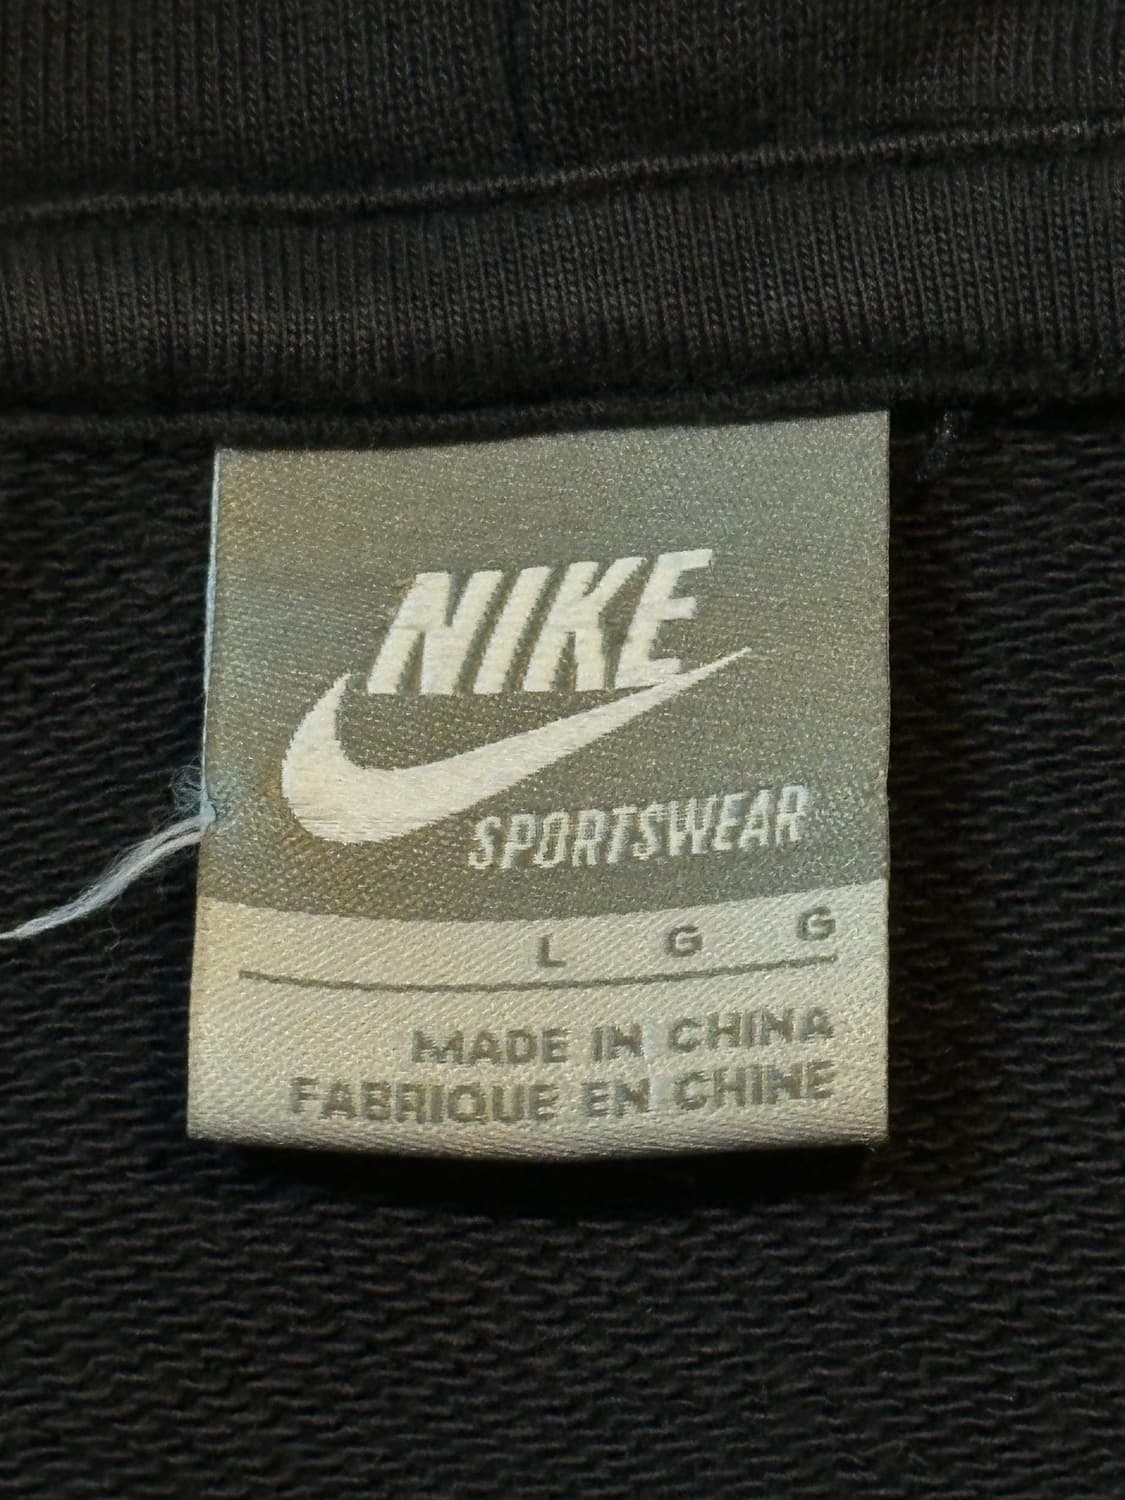 NIKE
SPORTSWEAR
L G G
MADE IN CHINA
FABRIQUE EN CHINE